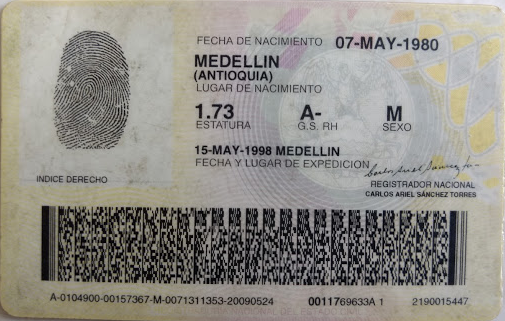 FECHA DE NACIMIENTO 07-MAY-1980
MEDELLIN
(ANTIOQUIA)
LUGAR DE NACIMIENTO
1.73 A- M
ESTATURA G.S. RH SEXO
15-MAY-1998 MEDELLIN
FECHA Y LUGAR DE EXPEDICION
INDICE DERECHO
REGISTRADOR NACIONAL
CARLOS ARIEL SÁNCHEZ TORRES
A-0104900-00157367-M-0071311353-20090524 0011769633A 1 2190015447